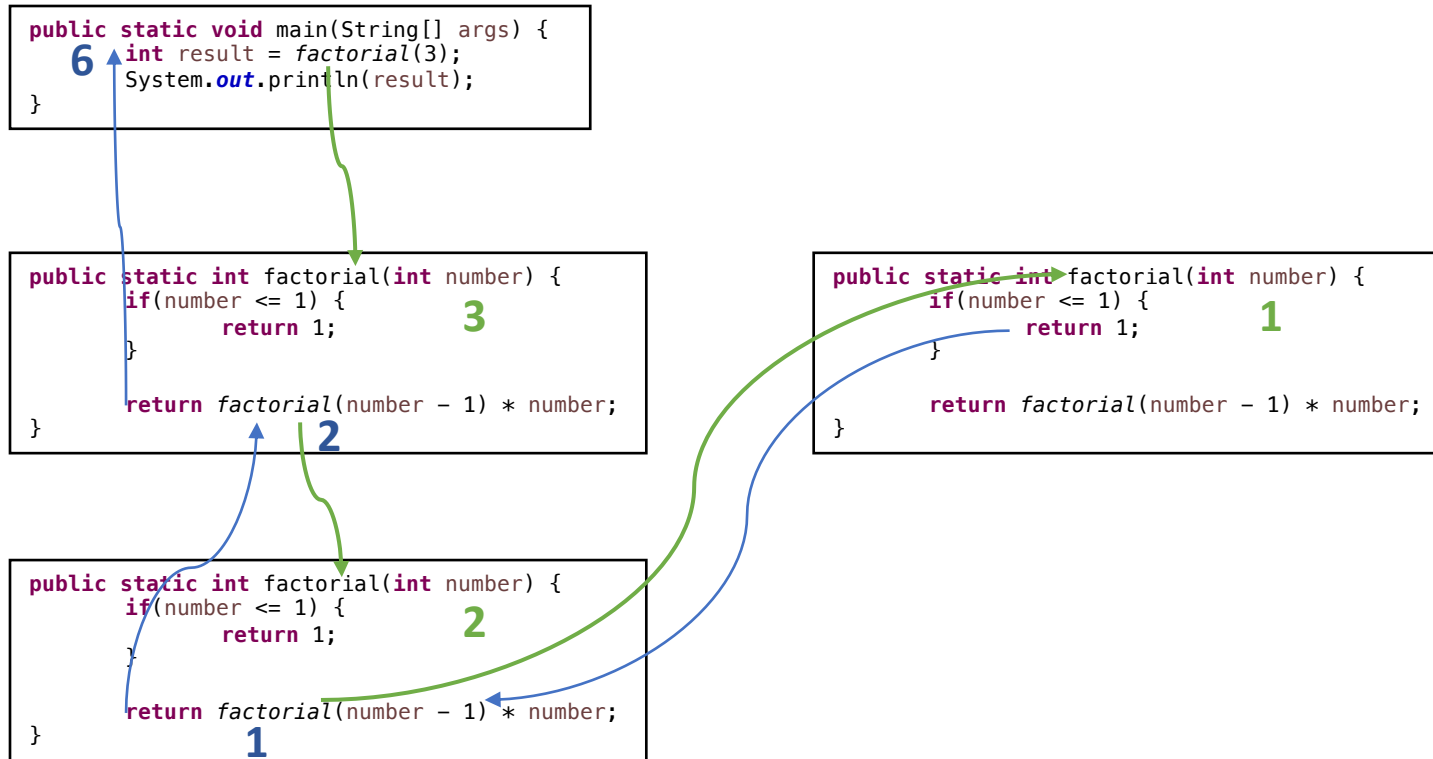 public static void main(String[] args) {
6 int result = factorial(3);
System.out.println(result);
}
public static int factorial(int number) {
if(number <= 1) {
3
return 1;
}
return factorial(number – 1) * number;
2
}
public static int factorial(int number) {
if(number <= 1) {
1
return 1;
}
return factorial(number – 1) * number;
}
public static int factorial(int number) {
if(number <= 1) {
2
return 1;
}
return factorial(number – 1) * number;
1
}